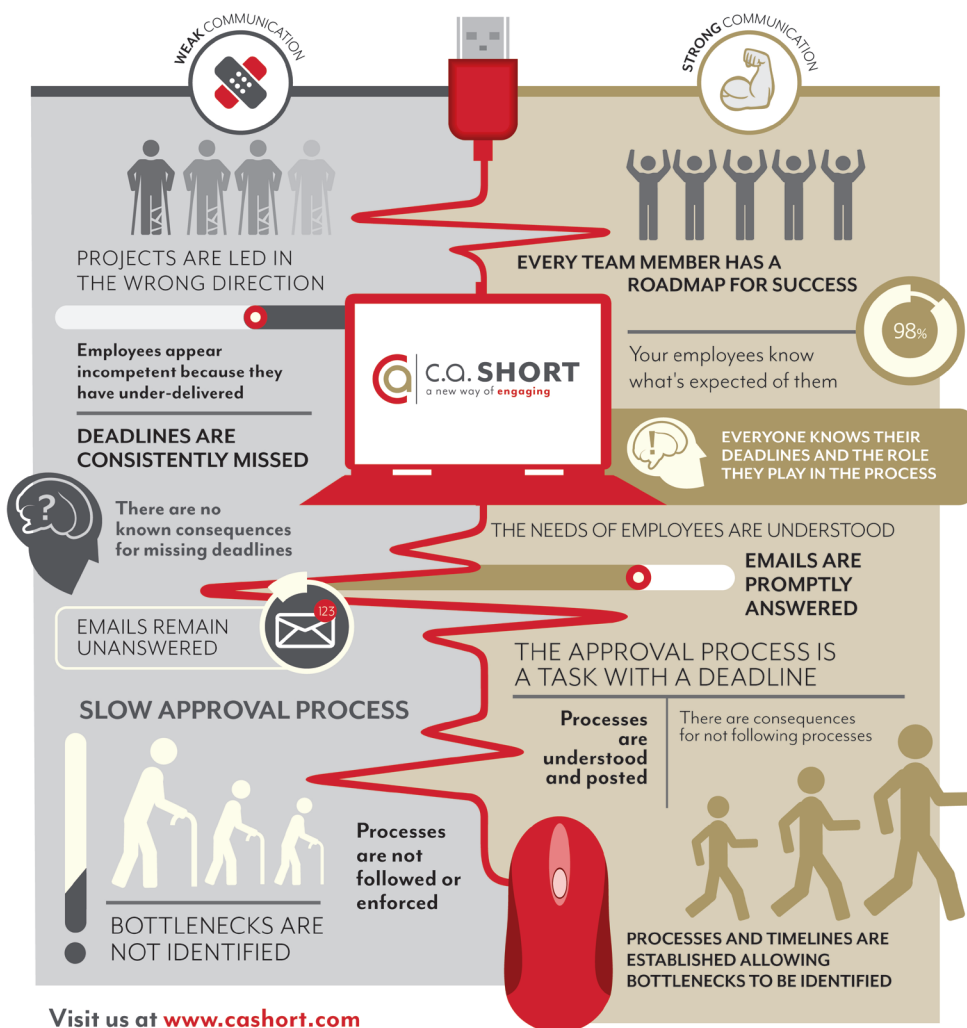 WEAK COMMUNICATION
PROJECTS ARE LED IN
THE WRONG DIRECTION
Employees appear
incompetent because they
have under-delivered
DEADLINES ARE
CONSISTENTLY MISSED
?
There are no
known consequences
for missing deadlines
EMAILS REMAIN
UNANSWERED
123
SLOW APPROVAL PROCESS
Processes
are not
followed or
enforced
BOTTLENECKS ARE
NOT IDENTIFIED
ca
c.a. SHORT
a new way of engaging
STRONG COMMUNICATION
EVERY TEAM MEMBER HAS A
ROADMAP FOR SUCCESS
98%
Your employees know
what's expected of them
!
EVERYONE KNOWS THEIR
DEADLINES AND THE ROLE
THEY PLAY IN THE PROCESS
THE NEEDS OF EMPLOYEES ARE UNDERSTOOD
EMAILS ARE
PROMPTLY
ANSWERED
THE APPROVAL PROCESS IS
A TASK WITH A DEADLINE
Processes
are
understood
and posted
There are consequences
for not following processes
PROCESSES AND TIMELINES ARE
ESTABLISHED ALLOWING
BOTTLENECKS TO BE IDENTIFIED
Visit us at www.cashort.com